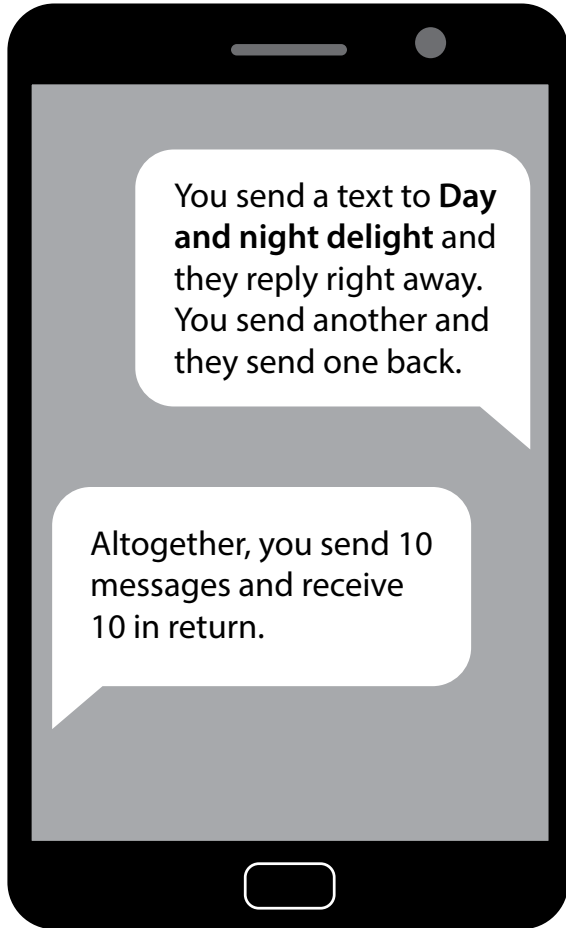 You send a text to Day
and night delight and
they reply right away.
You send another and
they send one back.
Altogether, you send 10
messages and receive
10 in return.